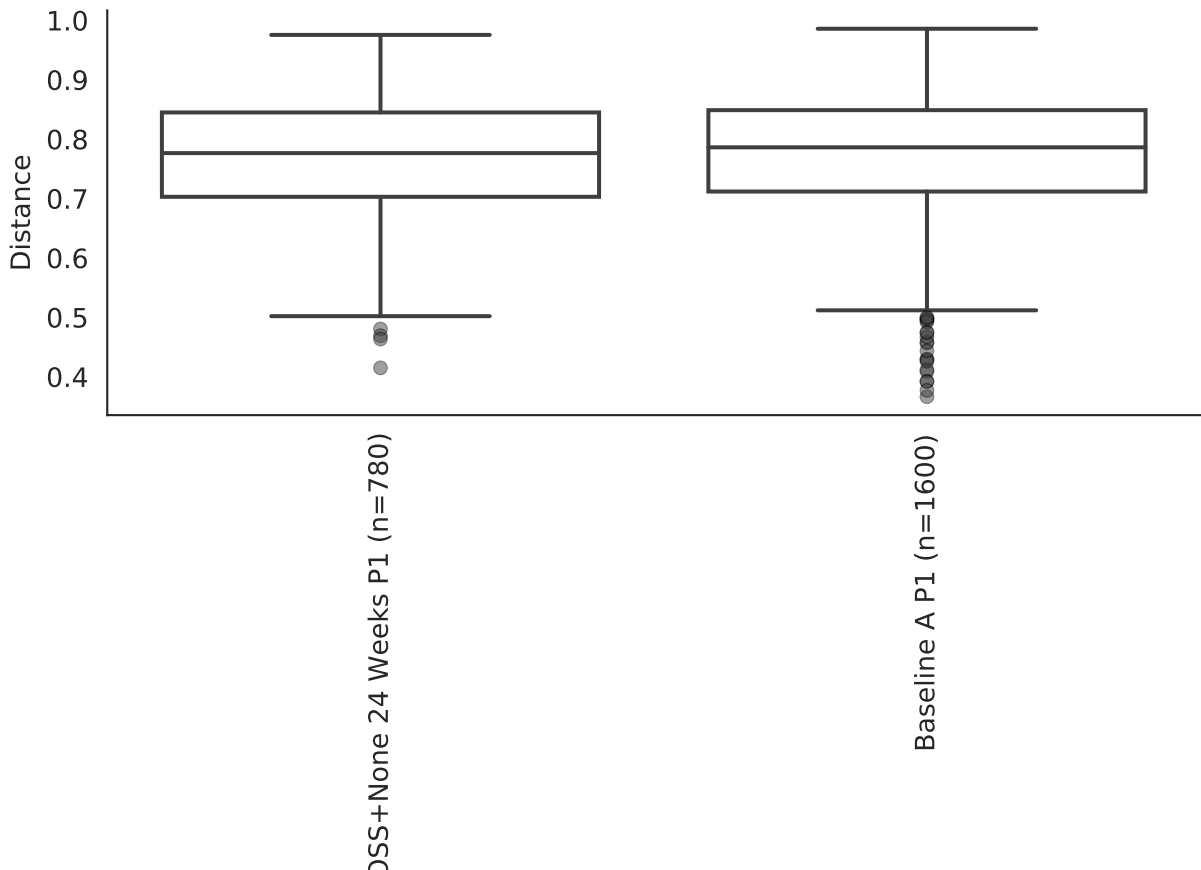 1.0
0.9
0.8
0.7
0.6
0.5
0.4
Distance
DSS+None 24 Weeks P1 (n=780)
Baseline A P1 (n=1600)